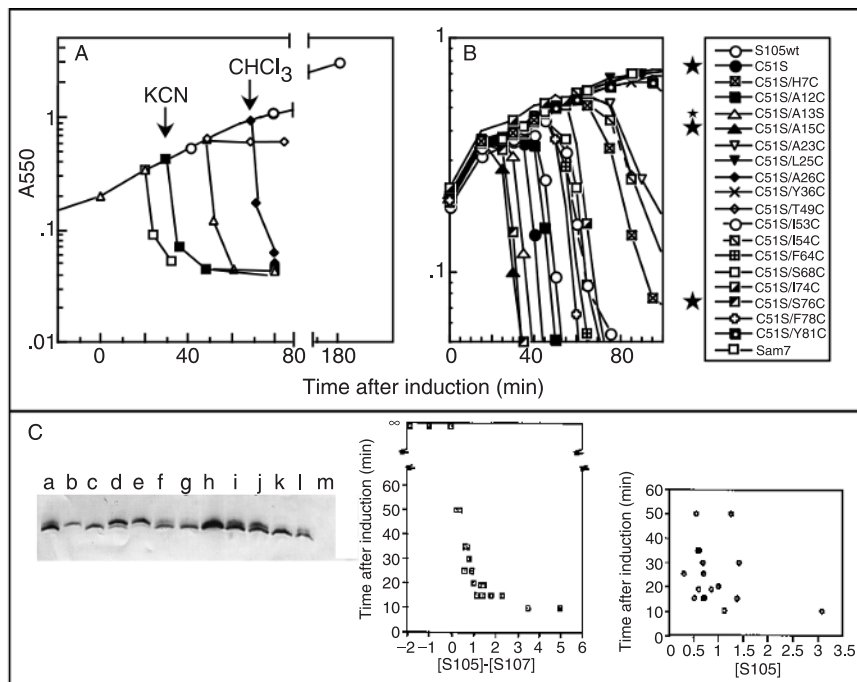 A
B
A550
3
1
.1
.01
KCN
CHCl3
0
40
80
180
1
.1
0
40
80
Time after induction (min)
S105wt
C51S
C51S/H7C
C51S/A12C
C51S/A13S
C51S/A15C
C51S/A23C
C51S/L25C
C51S/A26C
C51S/Y36C
C51S/T49C
C51S/I53C
C51S/I54C
C51S/F64C
C51S/S68C
C51S/I74C
C51S/S76C
C51S/F78C
C51S/Y81C
Sam7
C
a b c d e f g h i j k l m
Time after induction (min)
∞
60
50
40
30
20
10
0
−2 −1 0 1 2 3 4 5 6
[S105]-[S107]
Time after induction (min)
60
50
40
30
20
10
0
0 0.5 1 1.5 2 2.5 3 3.5
[S105]